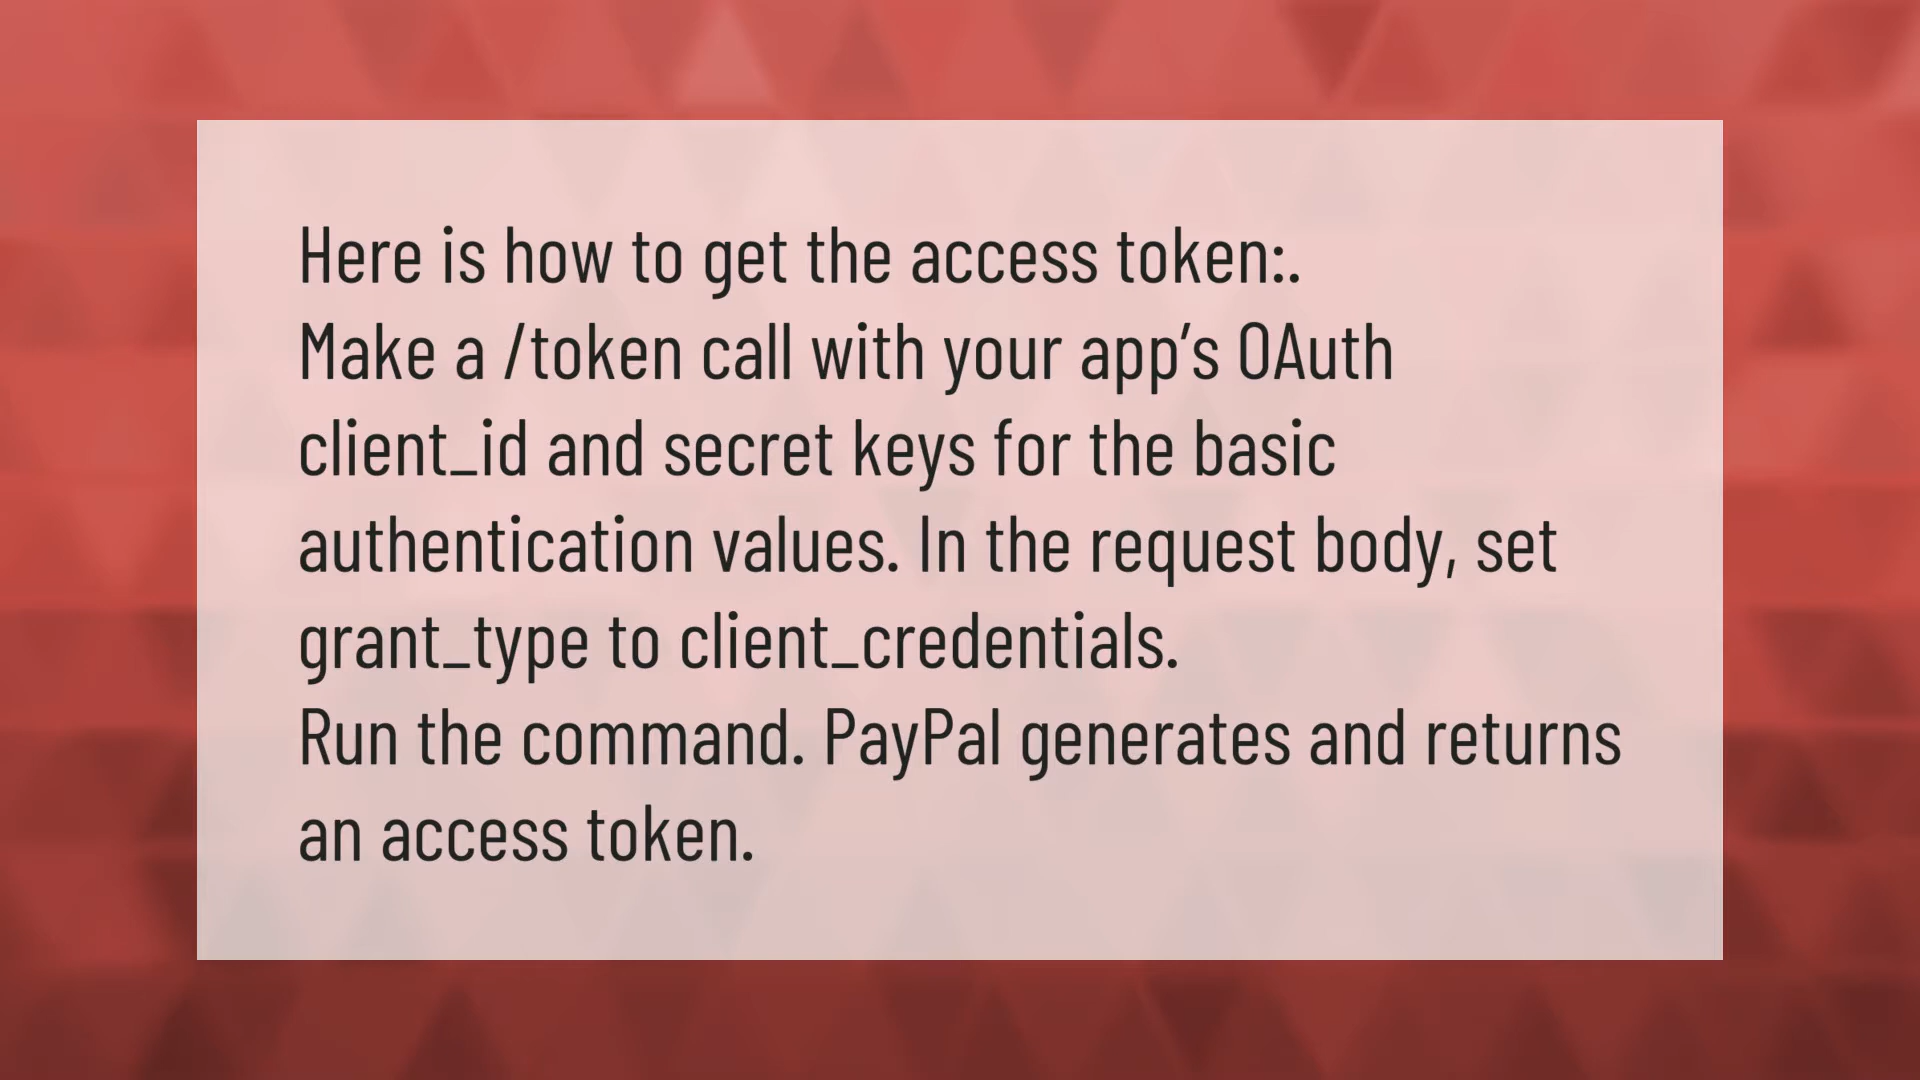 Here is how to get the access token:.
Make a /token call with your app’s OAuth
client_id and secret keys for the basic
authentication values. In the request body, set
grant_type to client_credentials.
Run the command. PayPal generates and returns
an access token.